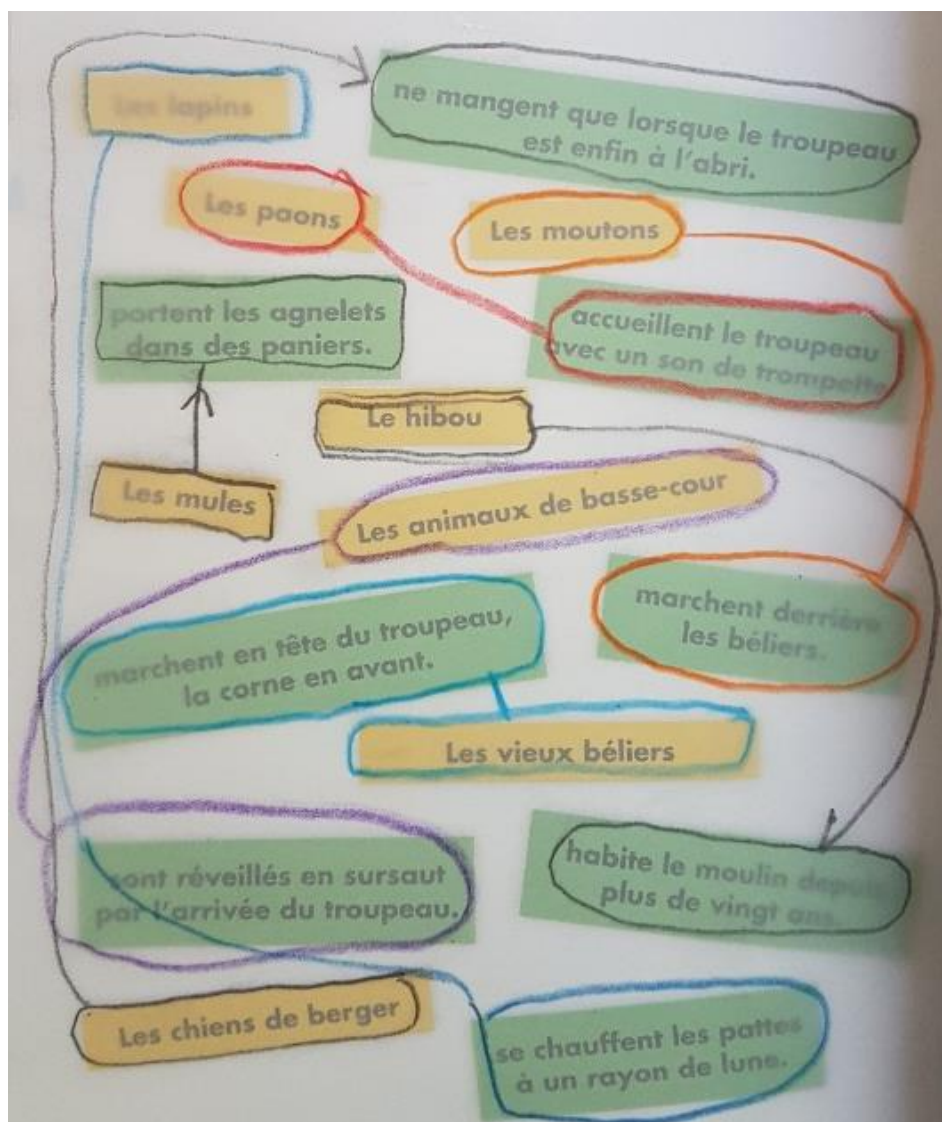 Les lapins
ne mangent que lorsque le troupeau
est enfin à l'abri.
Les paons
Les moutons
portent les agnelets
dans des paniers.
accueillent le troupeau
avec un son de trompette
Le hibou
Les mules
Les animaux de basse-cour
marchent derrière
les béliers.
marchent en tête du troupeau,
la corne en avant.
Les vieux béliers
sont réveillés en sursaut
par l'arrivée du troupeau.
habite le moulin depuis
plus de vingt ans.
Les chiens de berger
se chauffent les pattes
à un rayon de lune.